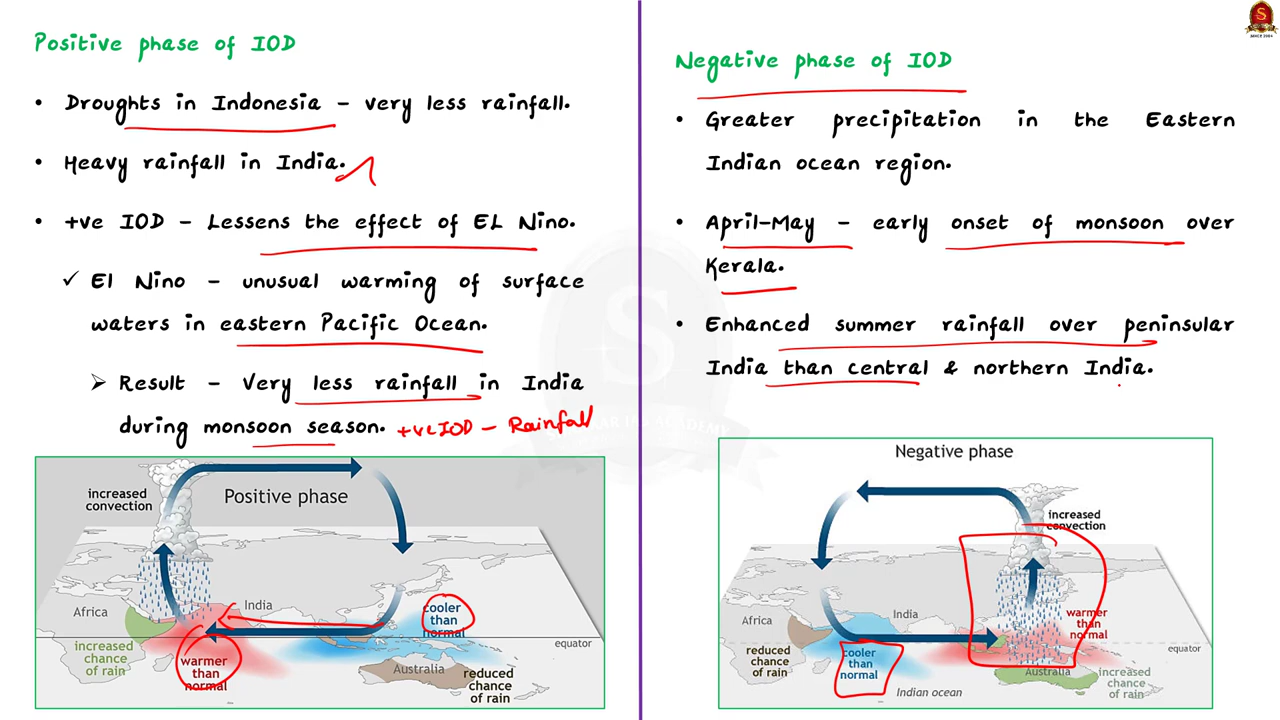 Positive phase of IOD
• Droughts in Indonesia - very less rainfall.
• Heavy rainfall in India.
• +ve IOD - Lessens the effect of EL Nino.
✓ El Nino - unusual warming of surface
waters in eastern Pacific Ocean.
➢ Result - Very less rainfall in India
during monsoon season.
+veIOD - Rainfall
increased
convection
Positive phase
Africa
India
cooler
than
normal
equator
increased
chance
of rain
warmer
than
normal
Australia
reduced
chance
of rain
Negative phase of IOD
• Greater precipitation in the Eastern
Indian ocean region.
• April-May - early onset of monsoon over
Kerala.
• Enhanced summer rainfall over peninsular
India than central & northern India.
Negative phase
increased
convection
Africa
India
warmer
than
normal
equator
reduced
chance
of rain
cooler
than
normal
Indian ocean
Australia
increased
chance
of rain
S
SINCE 2004